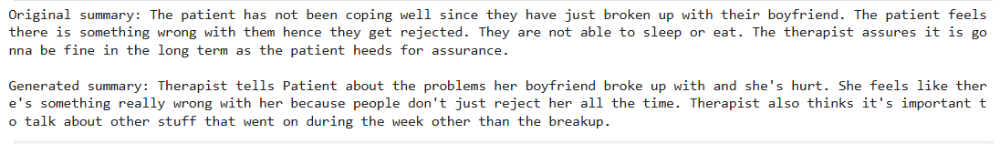 Original summary: The patient has not been coping well since they have just broken up with their boyfriend. The patient feels
there is something wrong with them hence they get rejected. They are not able to sleep or eat. The therapist assures it is go
nna be fine in the long term as the patient heeds for assurance.

Generated summary: Therapist tells Patient about the problems her boyfriend broke up with and she's hurt. She feels like ther
e's something really wrong with her because people don't just reject her all the time. Therapist also thinks it's important t
o talk about other stuff that went on during the week other than the breakup.